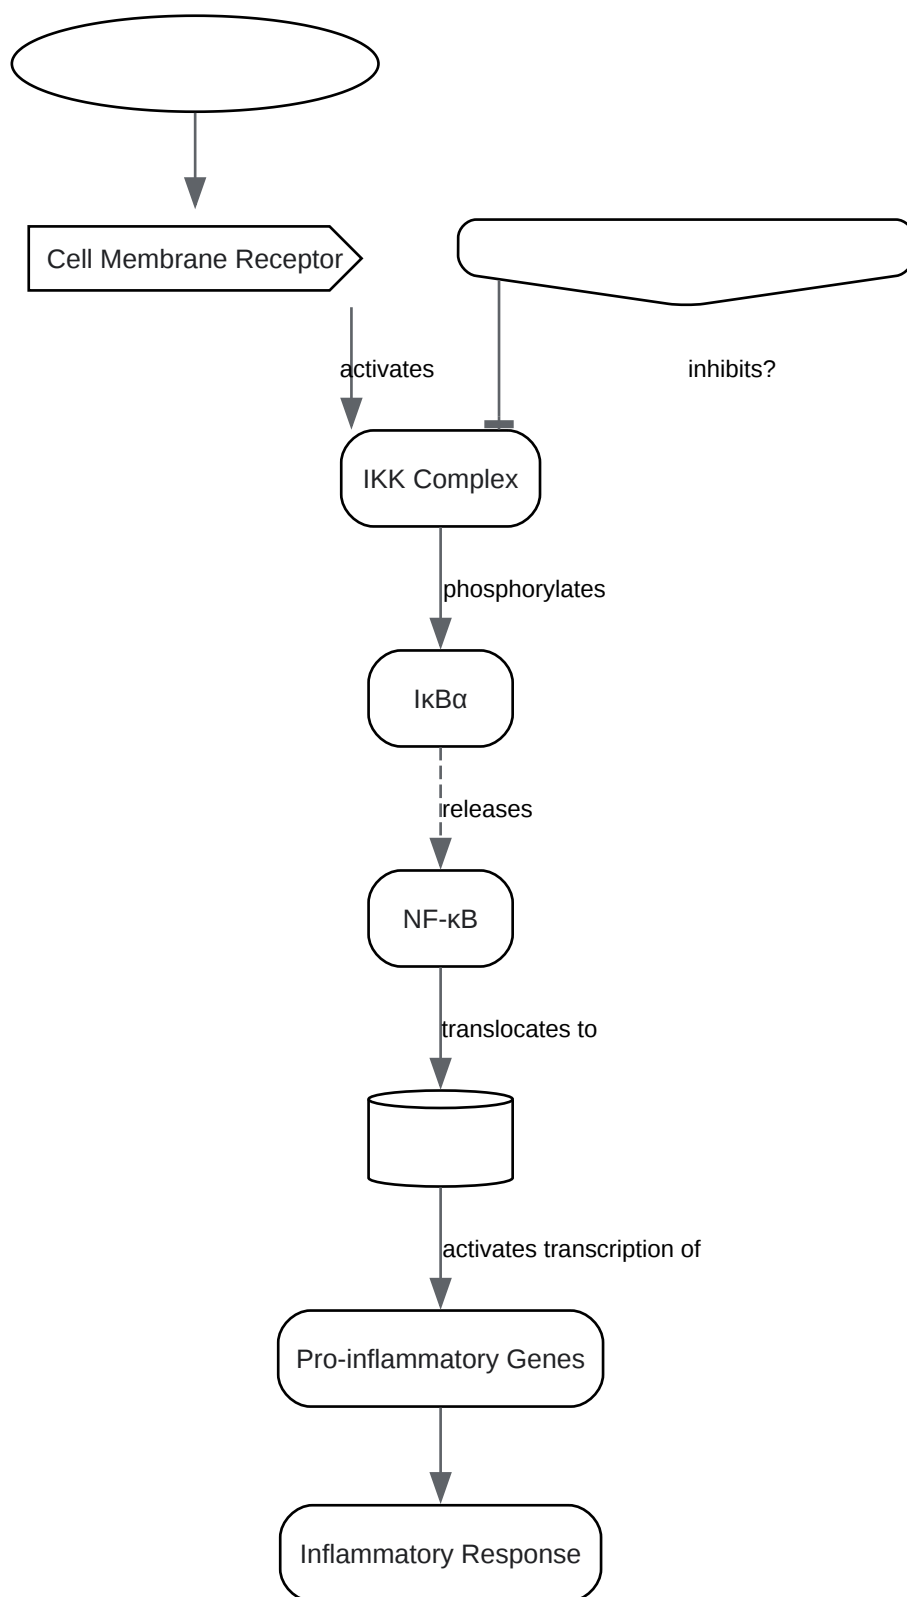 Cell Membrane Receptor
activates
inhibits?
IKK Complex
phosphorylates
IκBα
releases
NF-κB
translocates to
activates transcription of
Pro-inflammatory Genes
Inflammatory Response